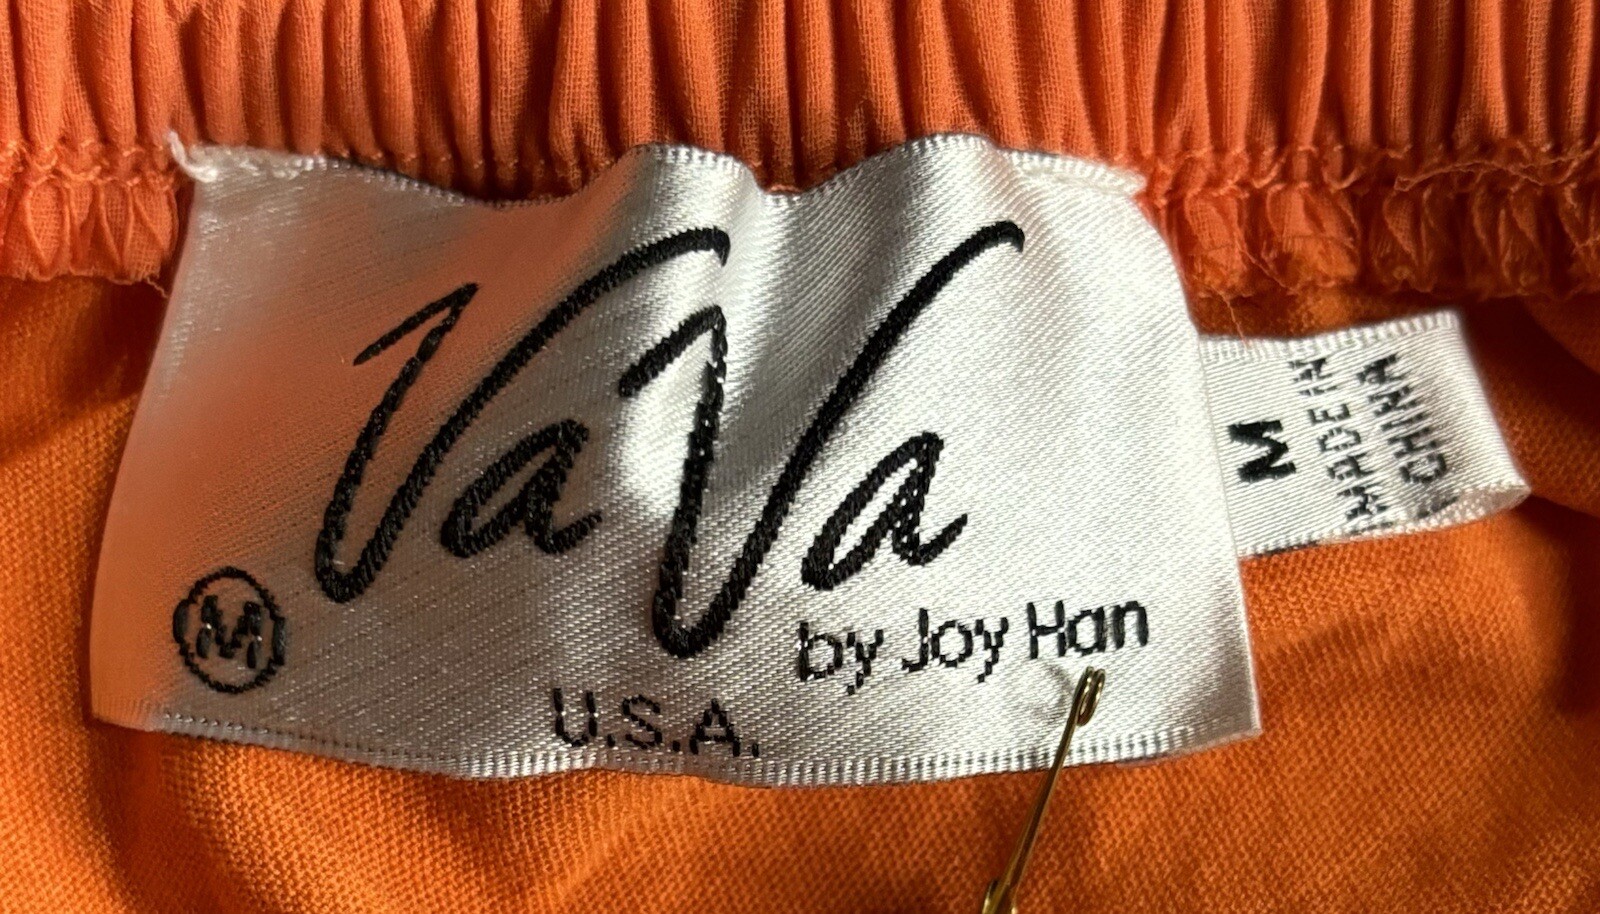 VaVa
by Joy Han
M
U.S.A.
M
MADE IN
CHINA